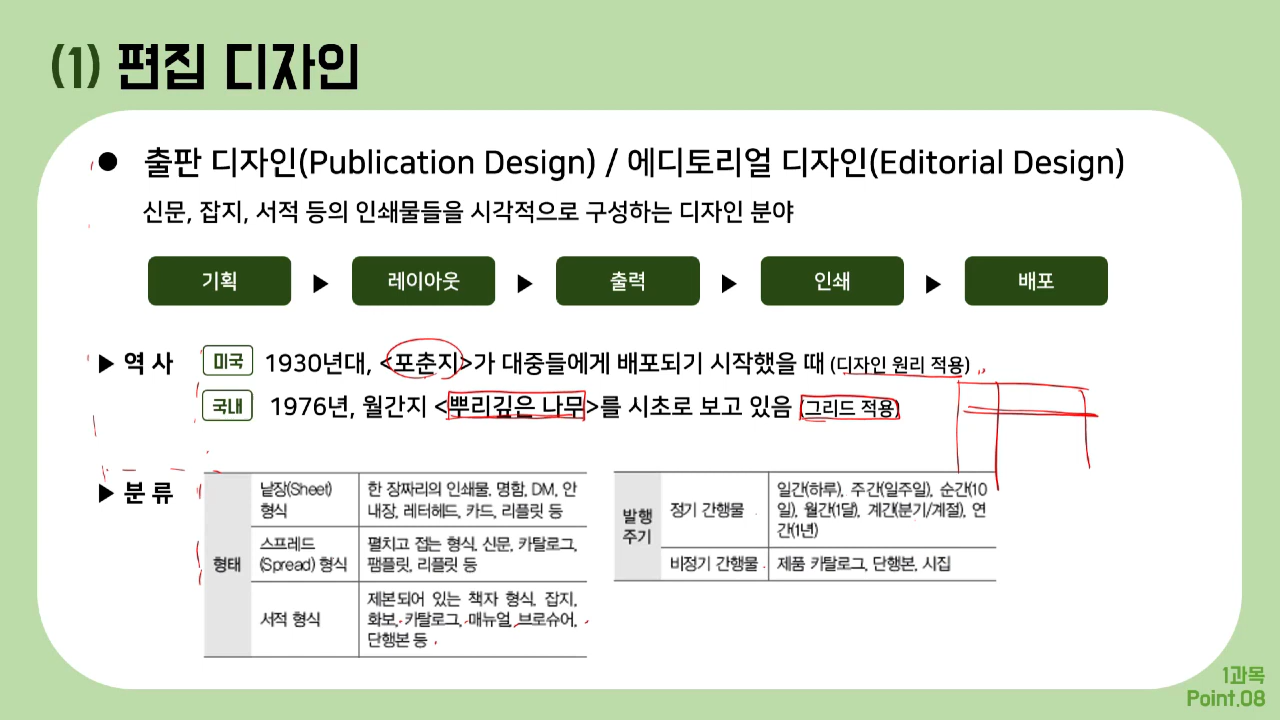 (1) 편집 디자인
● 출판 디자인(Publication Design) / 에디토리얼 디자인(Editorial Design)
신문, 잡지, 서적 등의 인쇄물들을 시각적으로 구성하는 디자인 분야
기획 ▶ 레이아웃 ▶ 출력 ▶ 인쇄 ▶ 배포
▶ 역 사 미국 1930년대, <포춘지>가 대중들에게 배포되기 시작했을 때 (디자인 원리 적용)
국내 1976년, 월간지 <뿌리깊은 나무>를 시초로 보고 있음 (그리드 적용)
▶ 분 류
형태
낱장(Sheet)
형식
한 장짜리의 인쇄물, 명함, DM, 안
내장, 레터헤드, 카드, 리플릿 등
스프레드
(Spread) 형식
펼치고 접는 형식, 신문, 카탈로그,
팸플릿, 리플릿 등
서적 형식
제본되어 있는 책자 형식, 잡지,
화보, 카탈로그, 매뉴얼, 브로슈어,
단행본 등
발행
주기
정기 간행물
일간(하루), 주간(일주일), 순간(10
일), 월간(1달), 계간(분기/계절), 연
간(1년)
비정기 간행물
제품 카탈로그, 단행본, 시집
1과목
Point.08